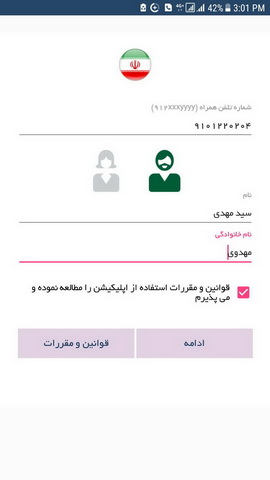 42% 3:01 PM
شماره تلفن همراه (912xxxyyyy)
۹۱۰۱۲۲۰۲۰۴
نام
سید مهدی
نام خانوادگی
مهدوی
قوانین و مقررات استفاده از اپلیکیشن را مطالعه نموده و
می پذیرم
ادامه
قوانین و مقررات